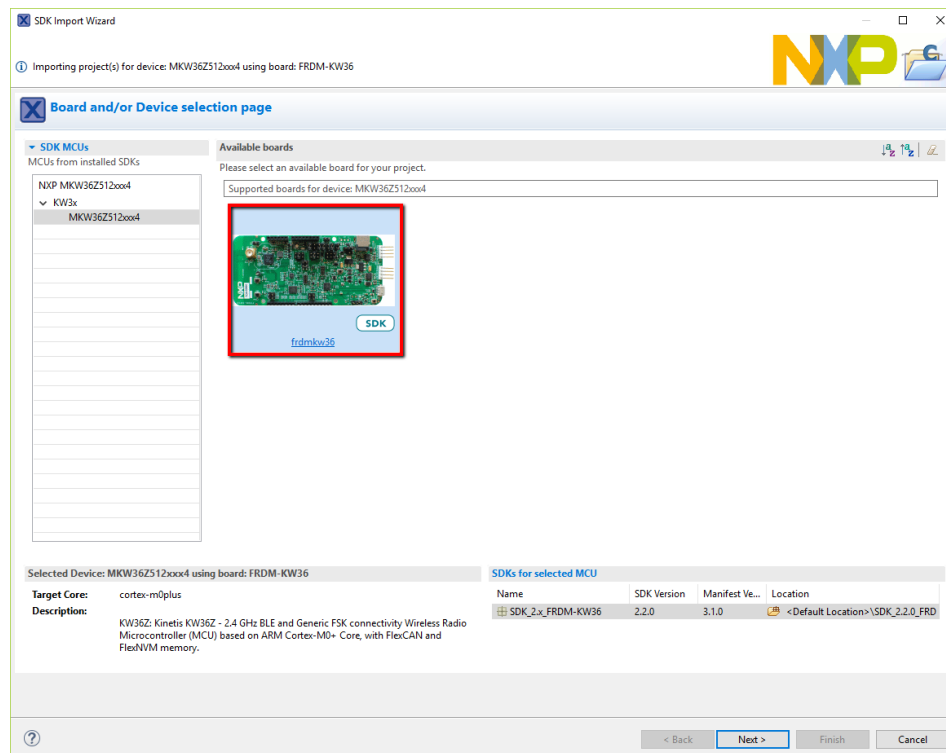 SDK Import Wizard
Importing project(s) for device: MKW36Z512xxx4 using board: FRDM-KW36
NXP
Board and/or Device selection page
SDK MCUs
MCUs from installed SDKs
NXP MKW36Z512xxx4
KW3x
MKW36Z512xxx4
Available boards
Please select an available board for your project.
Supported boards for device: MKW36Z512xxx4
NXP
SDK
frdmkw36
Selected Device: MKW36Z512xxx4 using board: FRDM-KW36
Target Core: cortex-m0plus
Description:
KW36Z: Kinetis KW36Z - 2.4 GHz BLE and Generic FSK connectivity Wireless Radio
Microcontroller (MCU) based on ARM Cortex-M0+ Core, with FlexCAN and
FlexNVM memory.
SDKs for selected MCU
Name SDK Version Manifest Ve... Location
SDK_2.x_FRDM-KW36 2.2.0 3.1.0 <Default Location>\SDK_2.2.0_FRD
< Back Next > Finish Cancel